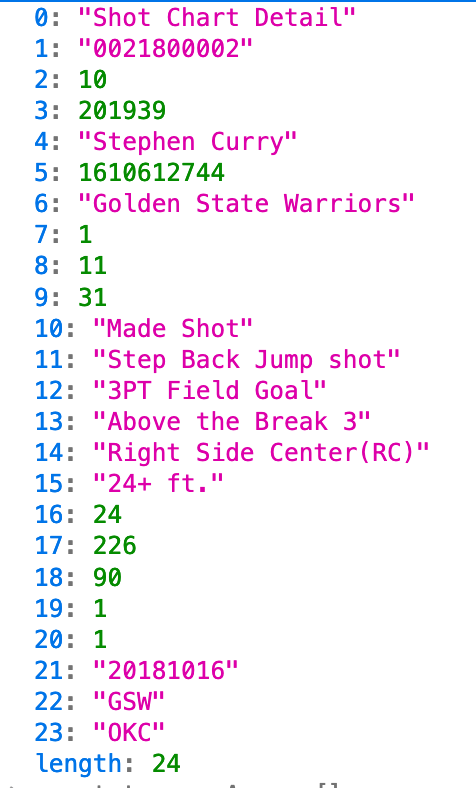 0: "Shot Chart Detail"
1: "0021800002"
2: 10
3: 201939
4: "Stephen Curry"
5: 1610612744
6: "Golden State Warriors"
7: 1
8: 11
9: 31
10: "Made Shot"
11: "Step Back Jump shot"
12: "3PT Field Goal"
13: "Above the Break 3"
14: "Right Side Center(RC)"
15: "24+ ft."
16: 24
17: 226
18: 90
19: 1
20: 1
21: "20181016"
22: "GSW"
23: "OKC"
length: 24